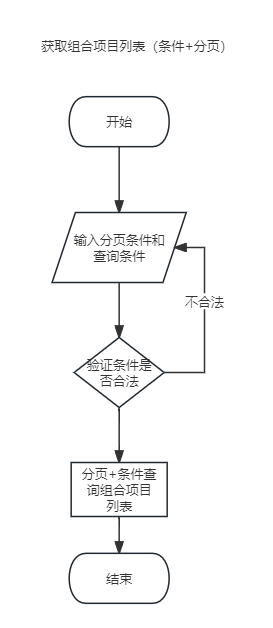 获取组合项目列表（条件+分页）
开始
输入分页条件和
查询条件
不合法
验证条件是
否合法
分页+条件查
询组合项目
列表
结束